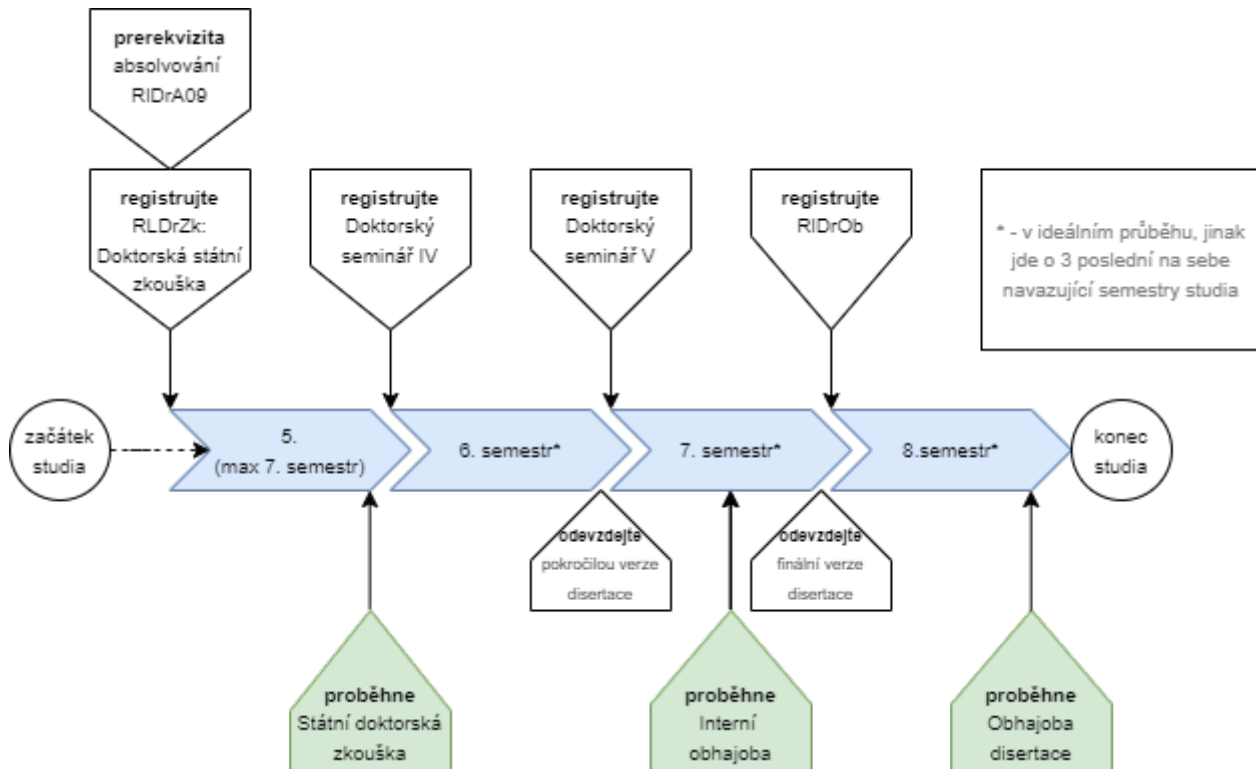 prerekvizita
absolvování
RIDrA09
registrujte
RLDrZk:
Doktorská státní
zkouška
registrujte
Doktorský
seminář IV
registrujte
Doktorský
seminář V
registrujte
RIDrOb
* - v ideálním průběhu, jinak
jde o 3 poslední na sebe
navazující semestry studia
začátek
studia
5.
(max 7. semestr)
6. semestr*
7. semestr*
8.semestr*
konec
studia
odevzdejte
pokročilou verze
disertace
odevzdejte
finální verze
disertace
proběhne
Státní doktorská
zkouška
proběhne
Interní
obhajoba
proběhne
Obhajoba
disertace